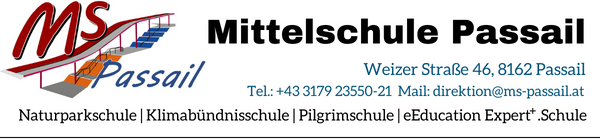 MS
Passail
Mittelschule Passail
Weizer Straße 46, 8162 Passail
Tel.: +43 3179 23550-21 Mail: direktion@ms-passail.at
Naturparkschule | Klimabündnisschule | Pilgrimschule | eEducation Expert⁺.Schule